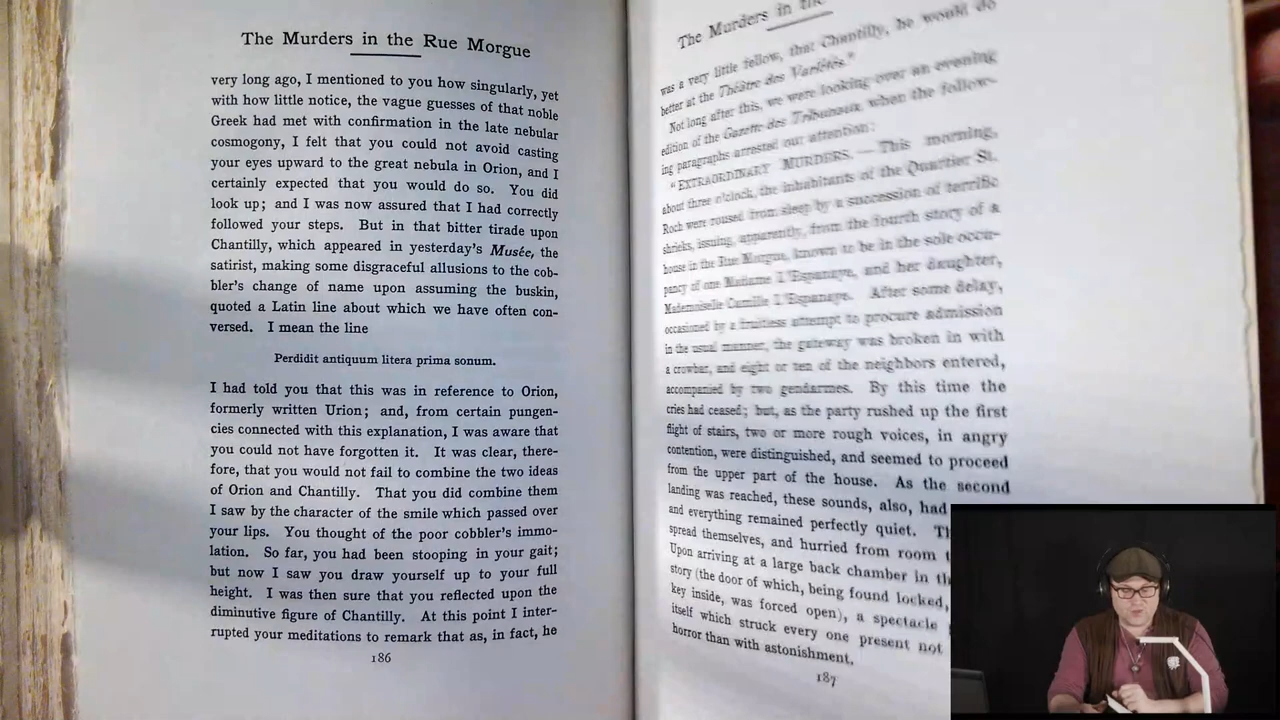 The Murders in the Rue Morgue
very long ago, I mentioned to you how singularly, yet
with how little notice, the vague guesses of that noble
Greek had met with confirmation in the late nebular
cosmogony, I felt that you could not avoid casting
your eyes upward to the great nebula in Orion, and I
certainly expected that you would do so. You did
look up; and I was now assured that I had correctly
followed your steps. But in that bitter tirade upon
Chantilly, which appeared in yesterday's Musée, the
satirist, making some disgraceful allusions to the cob-
bler's change of name upon assuming the buskin,
quoted a Latin line about which we have often con-
versed. I mean the line
Perdidit antiquum litera prima sonum.
I had told you that this was in reference to Orion,
formerly written Urion; and, from certain pungen-
cies connected with this explanation, I was aware that
you could not have forgotten it. It was clear, there-
fore, that you would not fail to combine the two ideas
of Orion and Chantilly. That you did combine them
I saw by the character of the smile which passed over
your lips. You thought of the poor cobbler's immo-
lation. So far, you had been stooping in your gait;
but now I saw you draw yourself up to your full
height. I was then sure that you reflected upon the
diminutive figure of Chantilly. At this point I inter-
rupted your meditations to remark that as, in fact, he
186
The Murders in the
was a very little fellow, that Chantilly, he would do
better at the Théâtre des Variétés."
Not long after this, we were looking over an evening
edition of the Gazette des Tribunaux when the follow-
ing paragraphs arrested our attention:
"EXTRAORDINARY MURDERS. — This morning,
about three o'clock, the inhabitants of the Quartier St.
Roch were roused from sleep by a succession of terrific
shrieks, issuing, apparently, from the fourth story of a
house in the Rue Morgue, known to be in the sole occu-
pancy of one Madame L'Espanaye, and her daughter,
Mademoiselle Camille L'Espanaye. After some delay,
occasioned by a fruitless attempt to procure admission
in the usual manner, the gateway was broken in with
a crowbar, and eight or ten of the neighbors entered,
accompanied by two gendarmes. By this time the
cries had ceased; but, as the party rushed up the first
flight of stairs, two or more rough voices, in angry
contention, were distinguished, and seemed to proceed
from the upper part of the house. As the second
landing was reached, these sounds, also, had
and everything remained perfectly quiet.
spread themselves, and hurried from room
Upon arriving at a large back chamber in
story (the door of which, being found locked,
key inside, was forced open), a spectacle
itself which struck every one present not
horror than with astonishment.
187